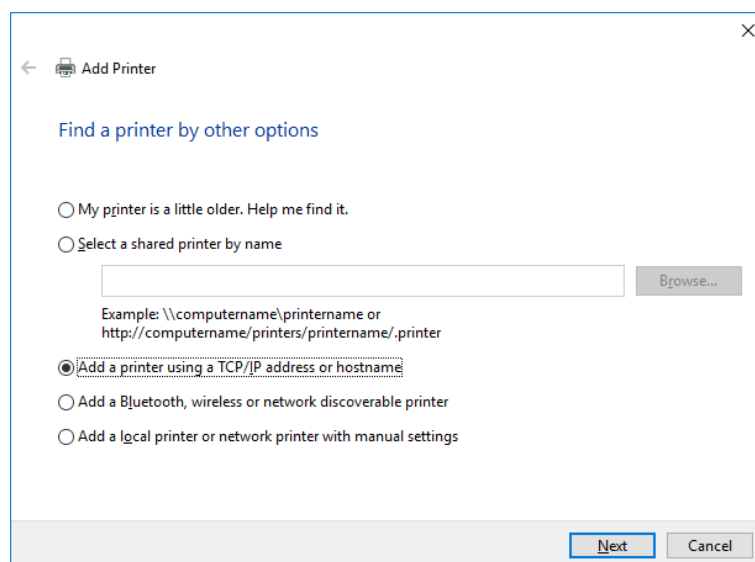 Add Printer
Find a printer by other options
My printer is a little older. Help me find it.
Select a shared printer by name
Browse...
Example: \\computername\printername or
http://computername/printers/printername/.printer
Add a printer using a TCP/IP address or hostname
Add a Bluetooth, wireless or network discoverable printer
Add a local printer or network printer with manual settings
Next Cancel